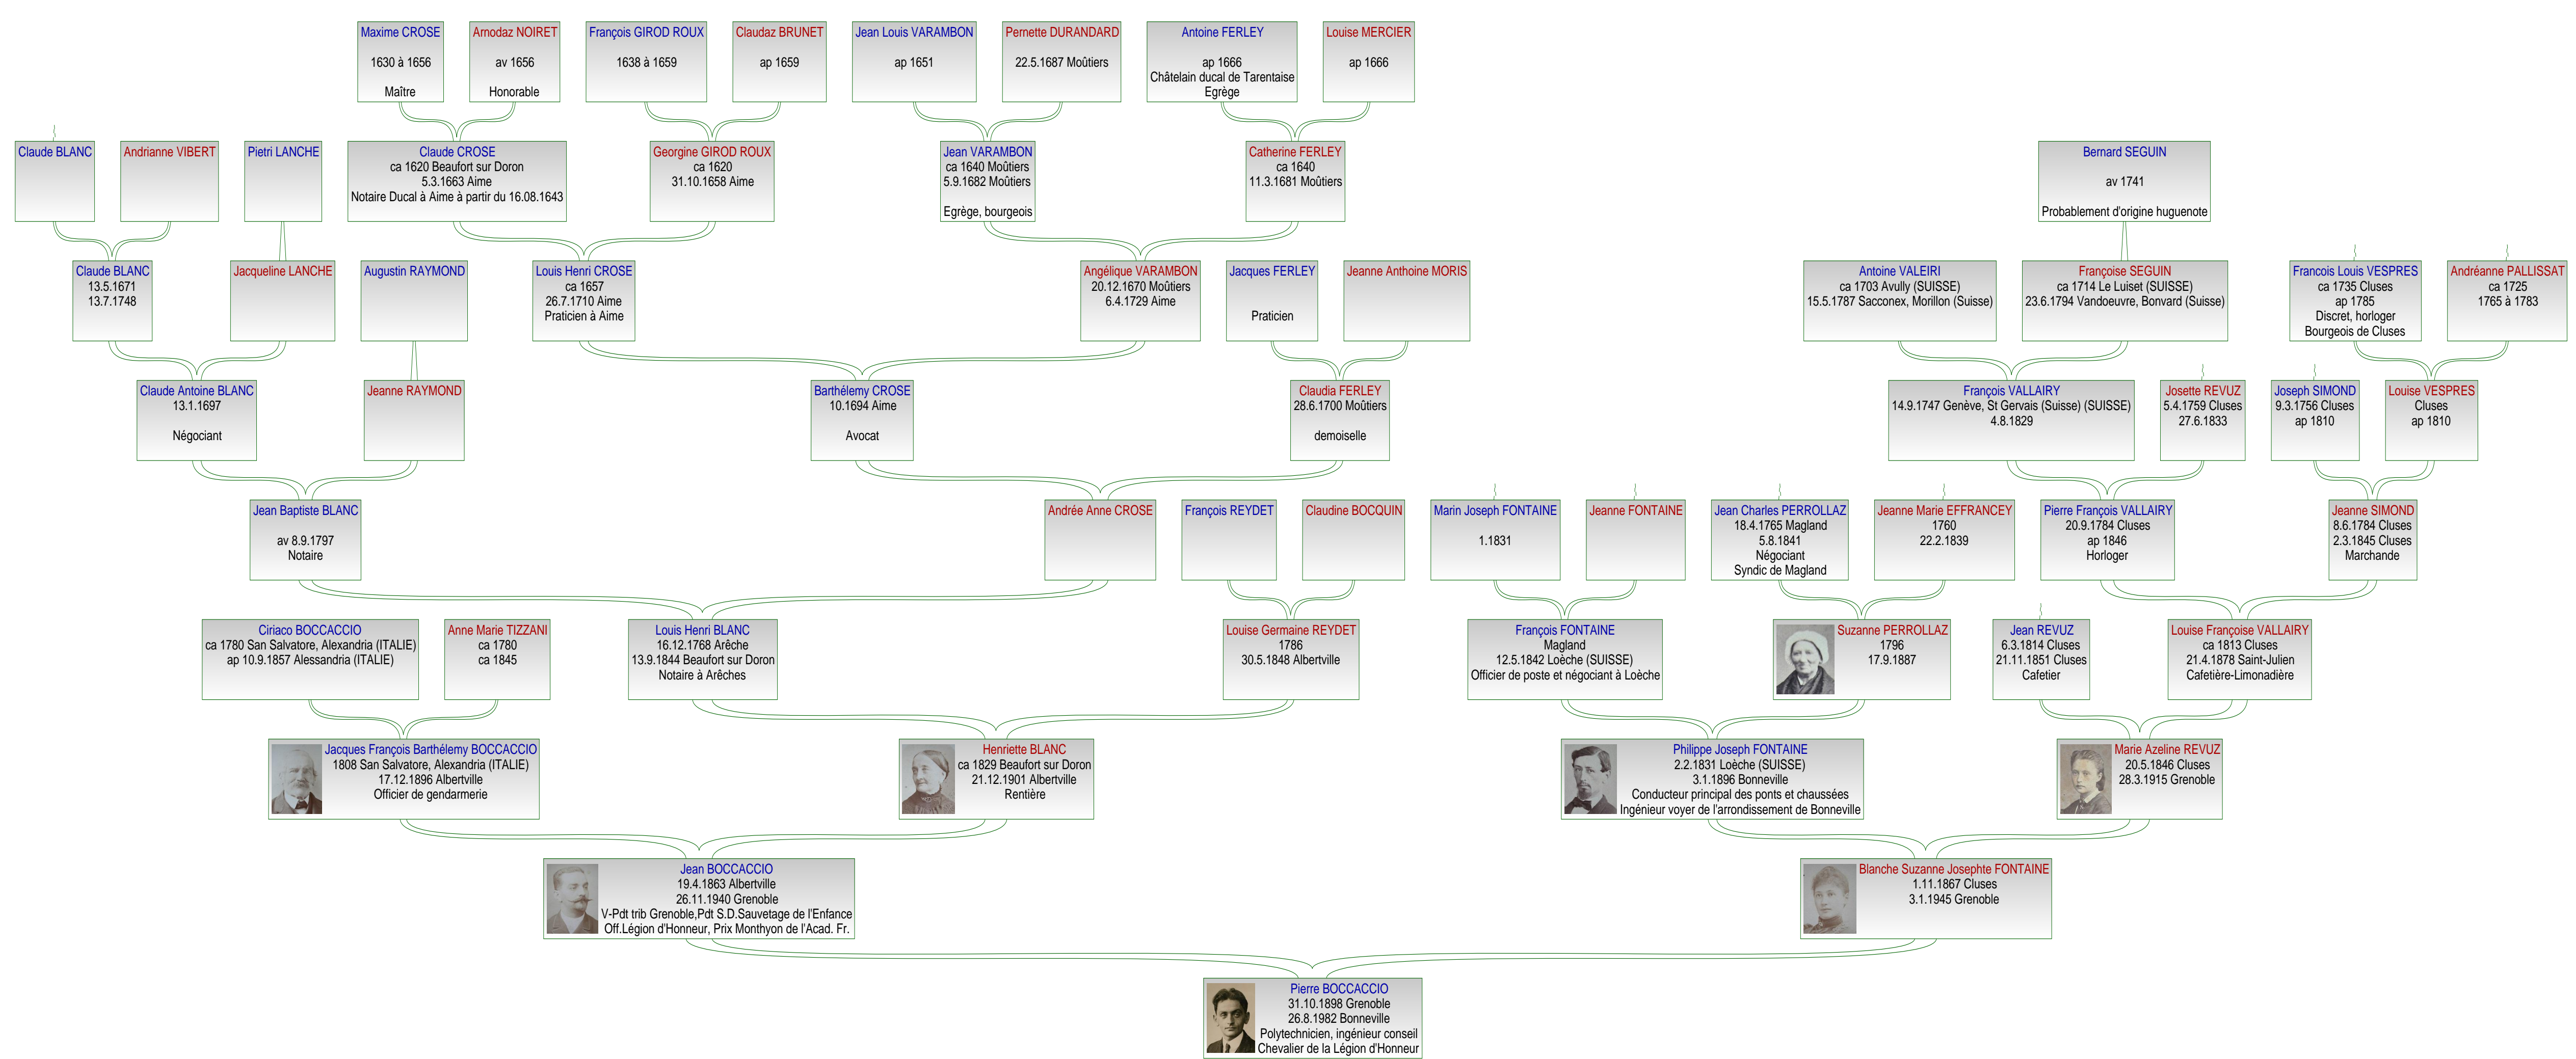 Maxime CROSE
1630 à 1656
Maître
Arnodaz NOIRET
av 1656
Honorable
François GIROD ROUX
1638 à 1659
Claudaz BRUNET
ap 1659
Jean Louis VARAMBON
ap 1651
Pernette DURANDARD
22.5.1687 Moûtiers
Antoine FERLEY
ap 1666
Châtelain ducal de Tarentaise
Egrège
Louise MERCIER
ap 1666
Claude BLANC
Andrianne VIBERT
Pietri LANCHE
Claude CROSE
ca 1620 Beaufort sur Doron
5.3.1663 Aime
Notaire Ducal à Aime à partir du 16.08.1643
Georgine GIROD ROUX
ca 1620
31.10.1658 Aime
Jean VARAMBON
ca 1640 Moûtiers
5.9.1682 Moûtiers
Egrège, bourgeois
Catherine FERLEY
ca 1640
11.3.1681 Moûtiers
Bernard SEGUIN
av 1741
Probablement d'origine huguenote
Claude BLANC
13.5.1671
13.7.1748
Jacqueline LANCHE
Augustin RAYMOND
Louis Henri CROSE
ca 1657
26.7.1710 Aime
Praticien à Aime
Angélique VARAMBON
20.12.1670 Moûtiers
6.4.1729 Aime
Jacques FERLEY
Praticien
Jeanne Anthoine MORIS
Antoine VALEIRI
ca 1703 Avully (SUISSE)
15.5.1787 Sacconex, Morillon (Suisse)
Françoise SEGUIN
ca 1714 Le Luiset (SUISSE)
23.6.1794 Vandoeuvre, Bonvard (Suisse)
Francois Louis VESPRES
ca 1735 Cluses
ap 1785
Discret, horloger
Bourgeois de Cluses
Andréanne PALLISSAT
ca 1725
1765 à 1783
Claude Antoine BLANC
13.1.1697
Négociant
Jeanne RAYMOND
Barthélemy CROSE
10.1694 Aime
Avocat
Claudia FERLEY
28.6.1700 Moûtiers
demoiselle
François VALLAIRY
14.9.1747 Genève, St Gervais (Suisse) (SUISSE)
4.8.1829
Josette REVUZ
5.4.1759 Cluses
27.6.1833
Joseph SIMOND
9.3.1756 Cluses
ap 1810
Louise VESPRES
Cluses
ap 1810
Jean Baptiste BLANC
av 8.9.1797
Notaire
Andrée Anne CROSE
François REYDET
Claudine BOCQUIN
Marin Joseph FONTAINE
1.1831
Jeanne FONTAINE
Jean Charles PERROLLAZ
18.4.1765 Magland
5.8.1841
Négociant
Syndic de Magland
Jeanne Marie EFFRANCEY
1760
22.2.1839
Pierre François VALLAIRY
20.9.1784 Cluses
ap 1846
Horloger
Jeanne SIMOND
8.6.1784 Cluses
2.3.1845 Cluses
Marchande
Ciriaco BOCCACCIO
ca 1780 San Salvatore, Alexandria (ITALIE)
ap 10.9.1857 Alessandria (ITALIE)
Anne Marie TIZZANI
ca 1780
ca 1845
Louis Henri BLANC
16.12.1768 Arêche
13.9.1844 Beaufort sur Doron
Notaire à Arêches
Louise Germaine REYDET
1786
30.5.1848 Albertville
François FONTAINE
Magland
12.5.1842 Loèche (SUISSE)
Officier de poste et négociant à Loèche
Suzanne PERROLLAZ
1796
17.9.1887
Jean REVUZ
6.3.1814 Cluses
21.11.1851 Cluses
Cafetier
Louise Françoise VALLAIRY
ca 1813 Cluses
21.4.1878 Saint-Julien
Cafetière-Limonadière
Jacques François Barthélemy BOCCACCIO
1808 San Salvatore, Alexandria (ITALIE)
17.12.1896 Albertville
Officier de gendarmerie
Henriette BLANC
ca 1829 Beaufort sur Doron
21.12.1901 Albertville
Rentière
Philippe Joseph FONTAINE
2.2.1831 Loèche (SUISSE)
3.1.1896 Bonneville
Conducteur principal des ponts et chaussées
Ingénieur voyer de l'arrondissement de Bonneville
Marie Azeline REVUZ
20.5.1846 Cluses
28.3.1915 Grenoble
Jean BOCCACCIO
19.4.1863 Albertville
26.11.1940 Grenoble
V-Pdt trib Grenoble,Pdt S.D.Sauvetage de l'Enfance
Off.Légion d'Honneur, Prix Monthyon de l'Acad. Fr.
Blanche Suzanne Josephte FONTAINE
1.11.1867 Cluses
3.1.1945 Grenoble
Pierre BOCCACCIO
31.10.1898 Grenoble
26.8.1982 Bonneville
Polytechnicien, ingénieur conseil
Chevalier de la Légion d'Honneur